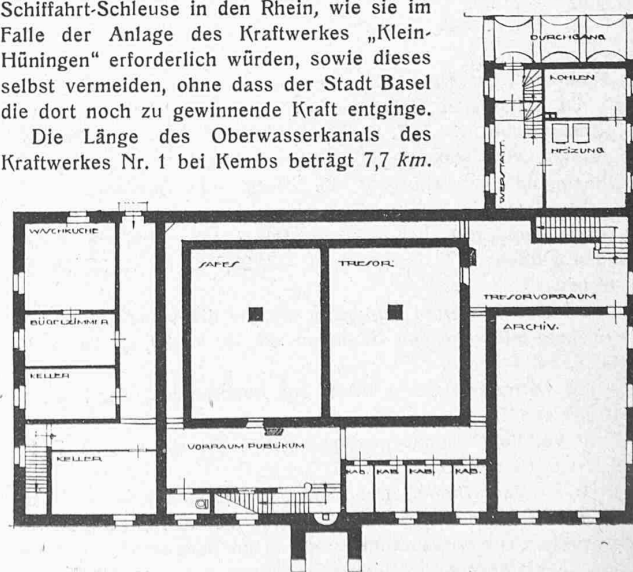 Schiffahrt-Schleuse in den Rhein, wie sie im
Falle der Anlage des Kraftwerkes „Klein-
Hüningen“ erforderlich würden, sowie dieses
selbst vermeiden, ohne dass der Stadt Basel
die dort noch zu gewinnende Kraft entginge.
Die Länge des Oberwasserkanals des
Kraftwerkes Nr. 1 bei Kembs beträgt 7,7 km.
DURCHGANG
KOHLEN
HEIZUNG
WERKSTATT.
WASCHKÜCHE
SAFES
TRESOR.
TRESORVORRAUM
BÜGELZIMMER
ARCHIV.
KELLER
VORRAUM PUBLIKUM
KELLER
KAB. KAB. KAB. KAB.